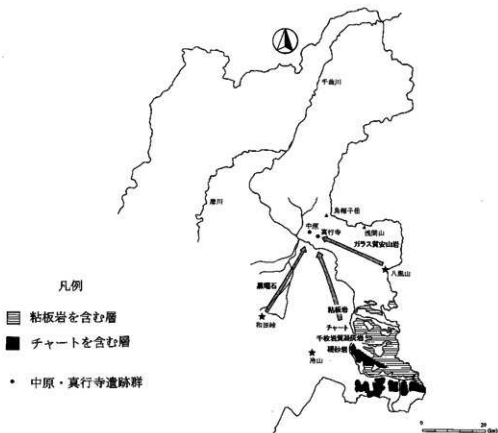 千曲川
犀川
烏帽子岳
中原
真行寺
浅間山
ガラス質安山岩
八風山
黒曜石
和田峠
粘板岩
チャート
千枚岩質凝灰岩
硬砂岩
冷山
凡例
粘板岩を含む層
チャートを含む層
中原・真行寺遺跡群
0 20
(km)